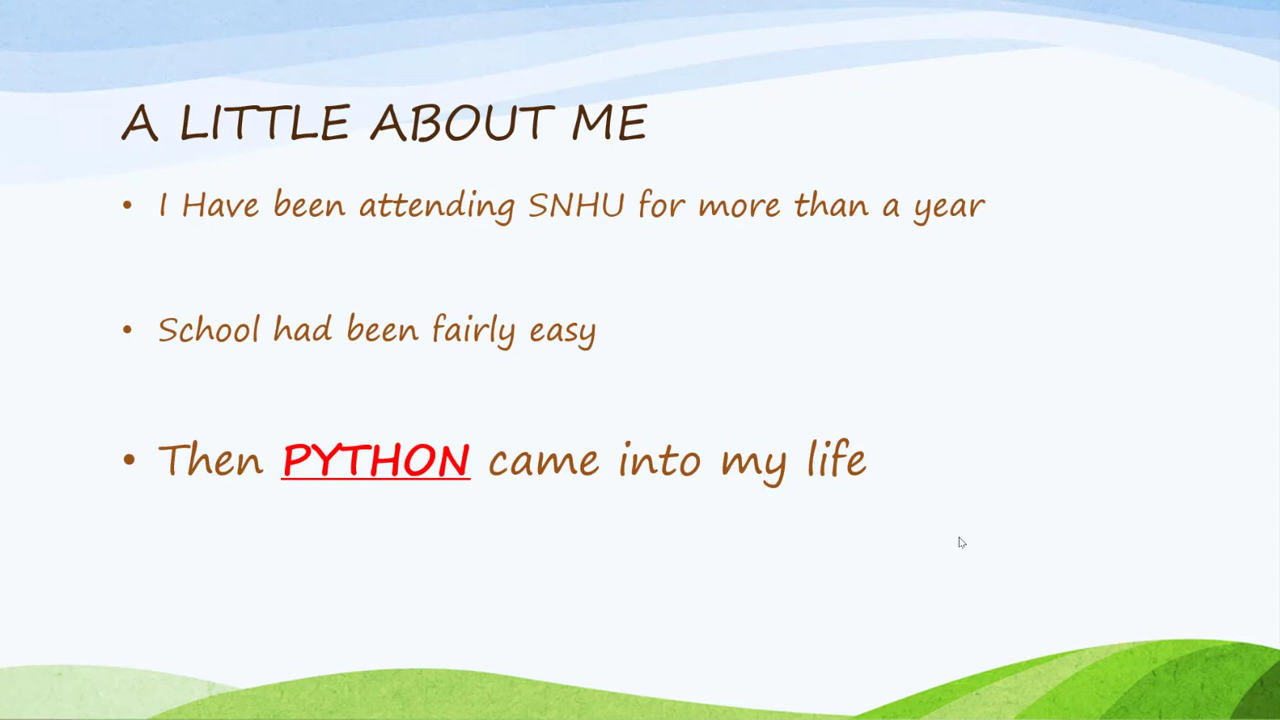 A LITTLE ABOUT ME
• I Have been attending SNHU for more than a year
• School had been fairly easy
• Then PYTHON came into my life